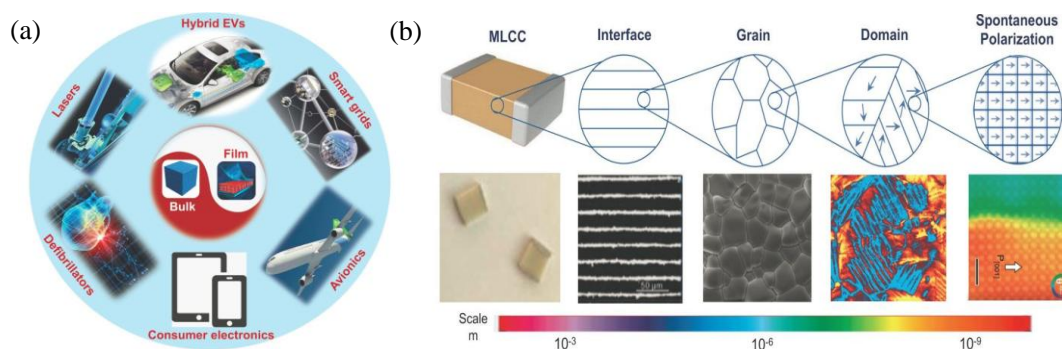 (a)
Hybrid EVs
Lasers
Smart grids
Film
Bulk
Defibrillators
Avionics
Consumer electronics
(b)
MLCC
Interface
Grain
Domain
Spontaneous
Polarization
50 μm
P[001]
Scale
m
10-3
10-6
10-9